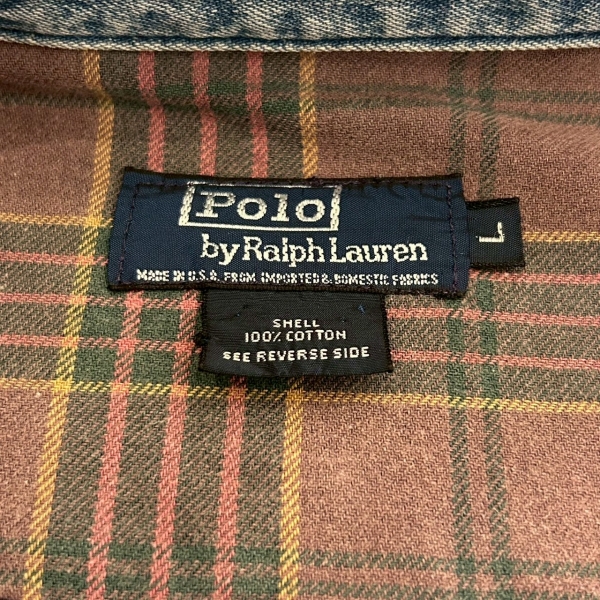 Polo
by Ralph Lauren
MADE IN U.S.A. FROM IMPORTED & DOMESTIC FABRICS
L
SHELL
100% COTTON
SEE REVERSE SIDE